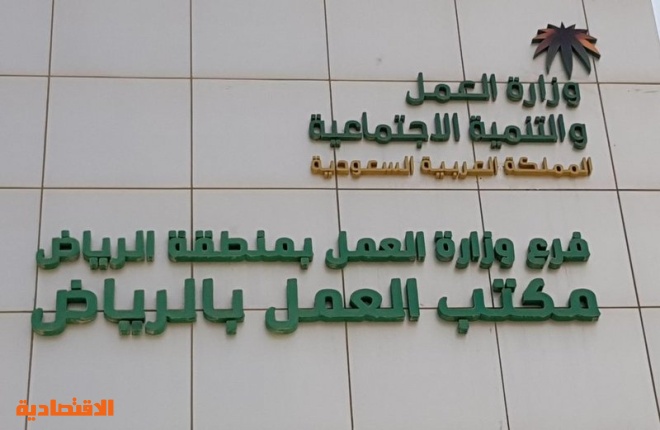 وزارة العمل
والتنمية الاجتماعية
المملكة العربية السعودية
فرع وزارة العمل بمنطقة الرياض
مكتب العمل بالرياض
الاقتصادية